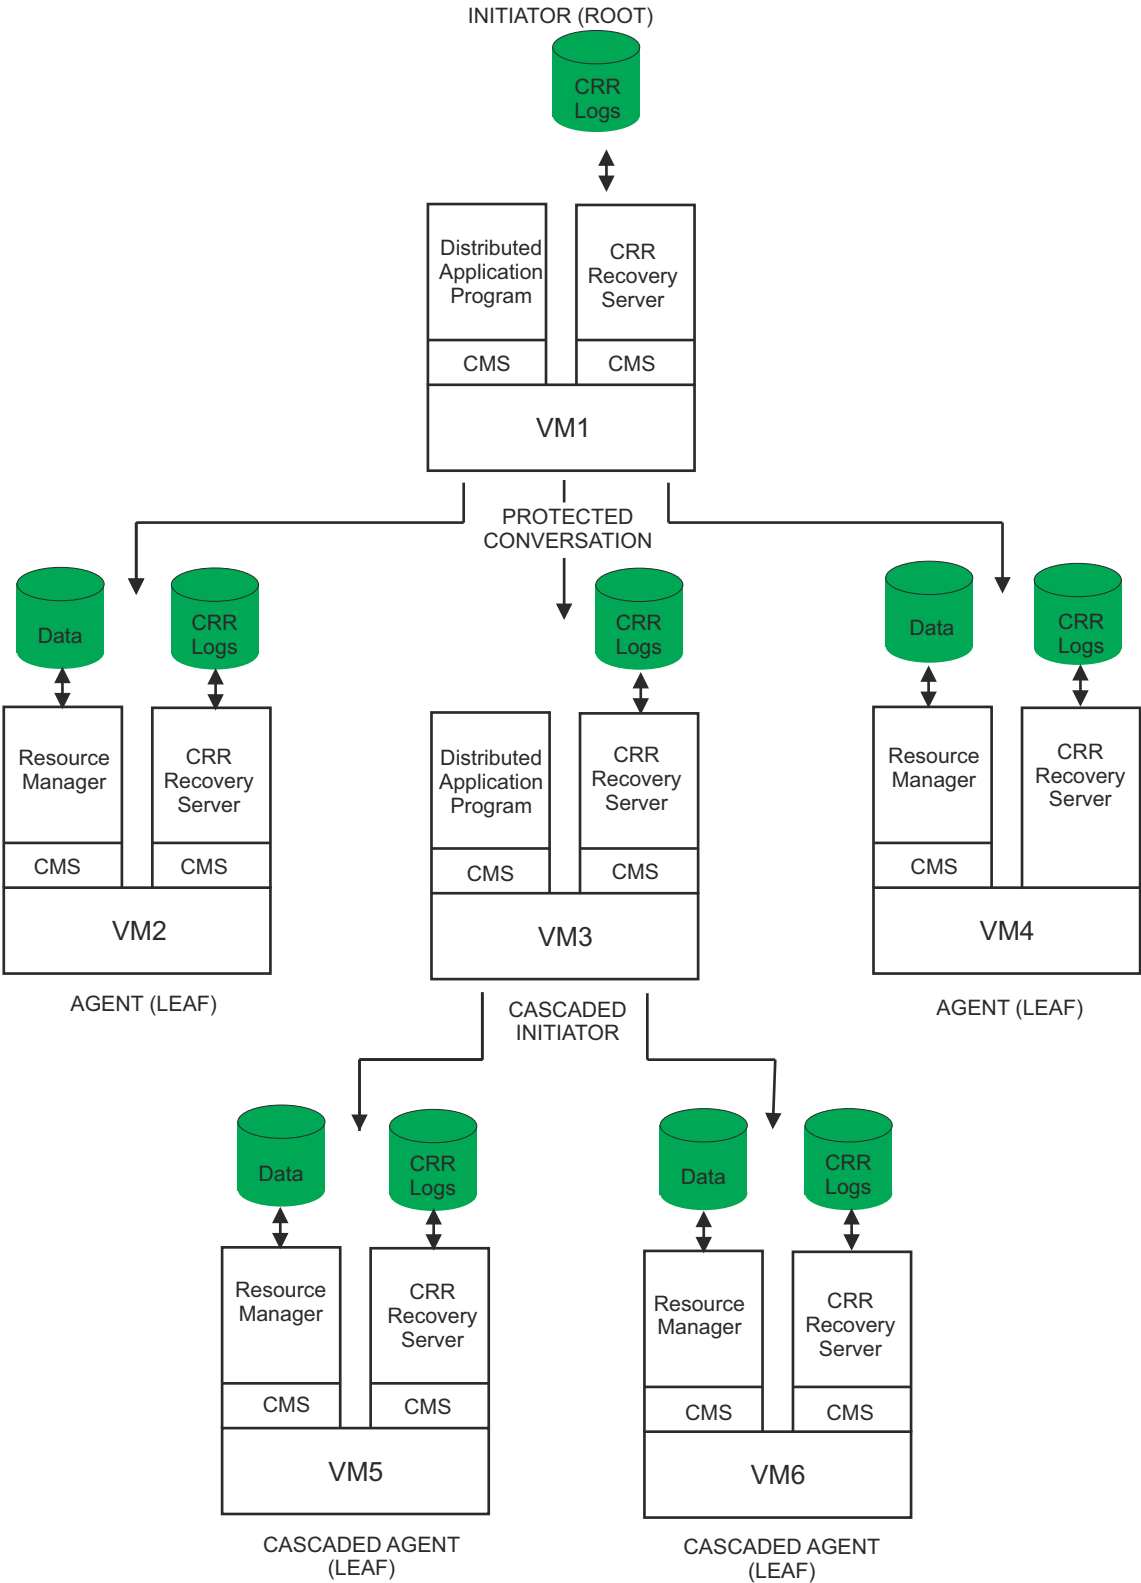 INITIATOR (ROOT)
CRR
Logs
Distributed
Application
Program
CRR
Recovery
Server
CMS
CMS
VM1
PROTECTED
CONVERSATION
Data
CRR
Logs
CRR
Logs
Data
CRR
Logs
Resource
Manager
CRR
Recovery
Server
CMS
CMS
VM2
AGENT (LEAF)
Distributed
Application
Program
CRR
Recovery
Server
CMS
CMS
VM3
CASCADED
INITIATOR
Resource
Manager
CRR
Recovery
Server
CMS
VM4
AGENT (LEAF)
Data
CRR
Logs
Resource
Manager
CRR
Recovery
Server
CMS
CMS
VM5
CASCADED AGENT
(LEAF)
Data
CRR
Logs
Resource
Manager
CRR
Recovery
Server
CMS
CMS
VM6
CASCADED AGENT
(LEAF)